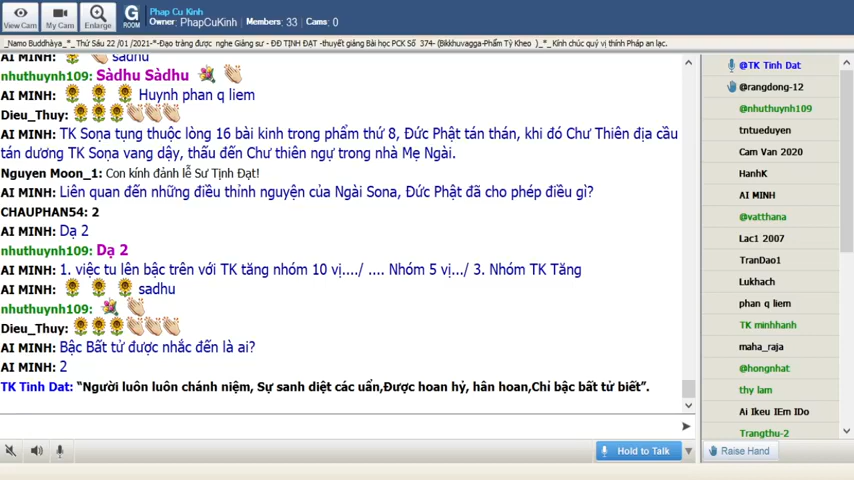 View Cam
My Cam
Enlarge
G
ROOM
Phap Cu Kinh
Owner: PhapCuKinh Members: 33 Cams: 0
_Namo Buddhàya_*_ Thứ Sáu 22 /01 /2021-*-Đạo tràng được nghe Giảng sư - ĐĐ TỊNH ĐẠT -thuyết giảng Bài học PCK Số 374- (Bikkhuvagga-Phẩm Tỳ Kheo )_*_ Kính chúc quý vị thính Pháp an lạc.
AI MINH: sadhu
nhuthuynh109: Sàdhu Sàdhu
AI MINH: Huynh phan q liem
Dieu_Thuy:
AI MINH: TK Soṇa tụng thuộc lòng 16 bài kinh trong phẩm thứ 8, Đức Phật tán thán, khi đó Chư Thiên địa cầu
tán dương TK Soṇa vang dậy, thấu đến Chư thiên ngự trong nhà Mẹ Ngài.
Nguyen Moon_1: Con kính đảnh lễ Sư Tịnh Đạt!
AI MINH: Liên quan đến những điều thỉnh nguyện của Ngài Sona, Đức Phật đã cho phép điều gì?
CHAUPHAN54: 2
AI MINH: Dạ 2
nhuthuynh109: Dạ 2
AI MINH: 1. việc tu lên bậc trên với TK tăng nhóm 10 vị..../ .... Nhóm 5 vị.../ 3. Nhóm TK Tăng
AI MINH: sadhu
nhuthuynh109:
Dieu_Thuy:
AI MINH: Bậc Bất tử được nhắc đến là ai?
AI MINH: 2
TK Tinh Dat: “Người luôn luôn chánh niệm, Sự sanh diệt các uẩn,Được hoan hỷ, hân hoan,Chỉ bậc bất tử biết”.
Hold to Talk
@TK Tinh Dat
@rangdong-12
@nhuthuynh109
tntueduyen
Cam Van 2020
HanhK
AI MINH
@vatthana
Lac1 2007
TranDao1
Lukhach
phan q liem
TK minhhanh
maha_raja
@hongnhat
thy lam
Ai Ikeu IEm IDo
Trangthu-2
Raise Hand